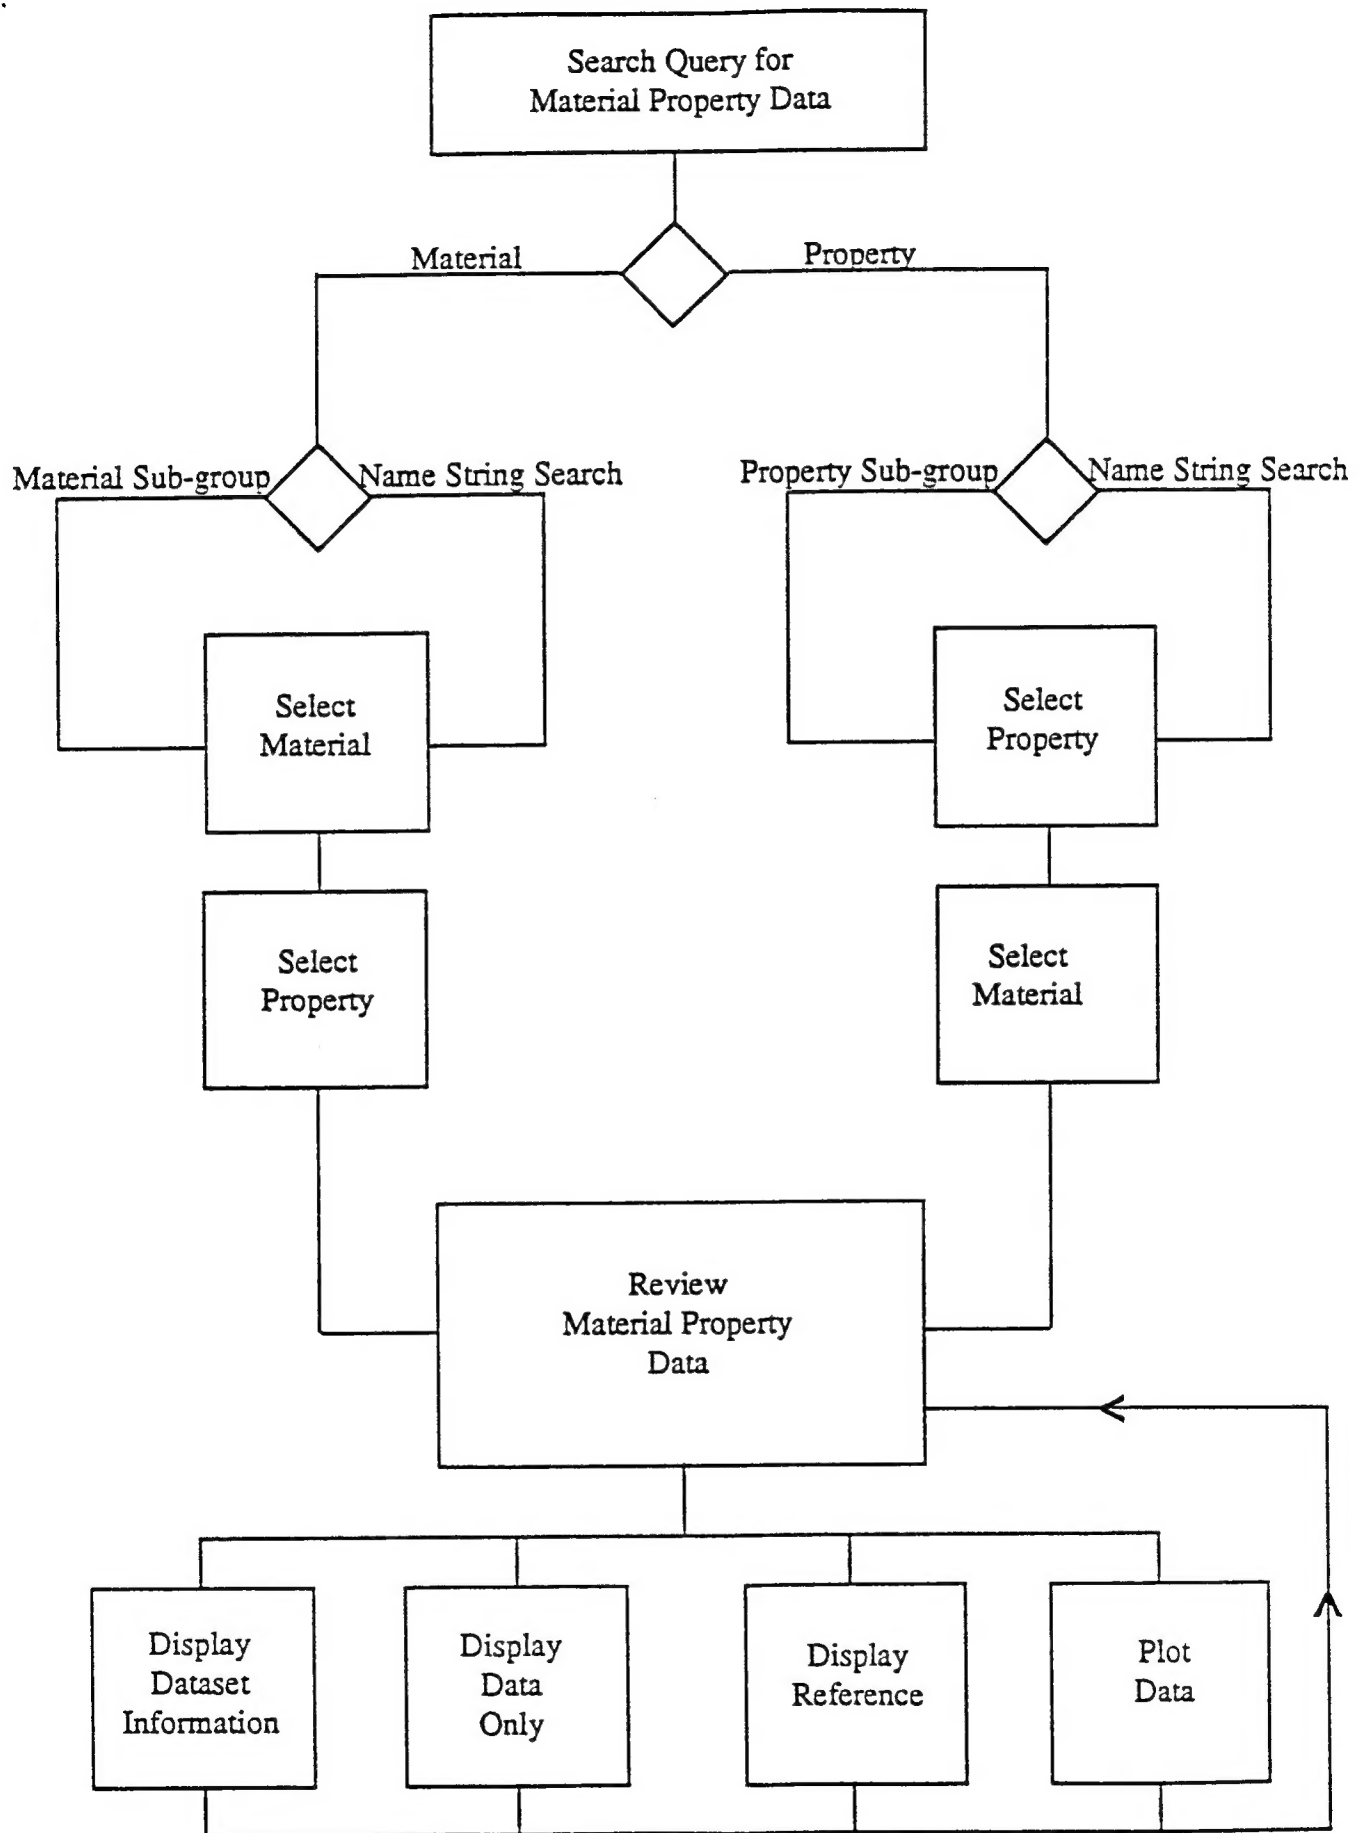 Search Query for
Material Property Data
Material
Property
Material Sub-group
Name String Search
Property Sub-group
Name String Search
Select
Material
Select
Property
Select
Property
Select
Material
Review
Material Property
Data
Display
Dataset
Information
Display
Data
Only
Display
Reference
Plot
Data